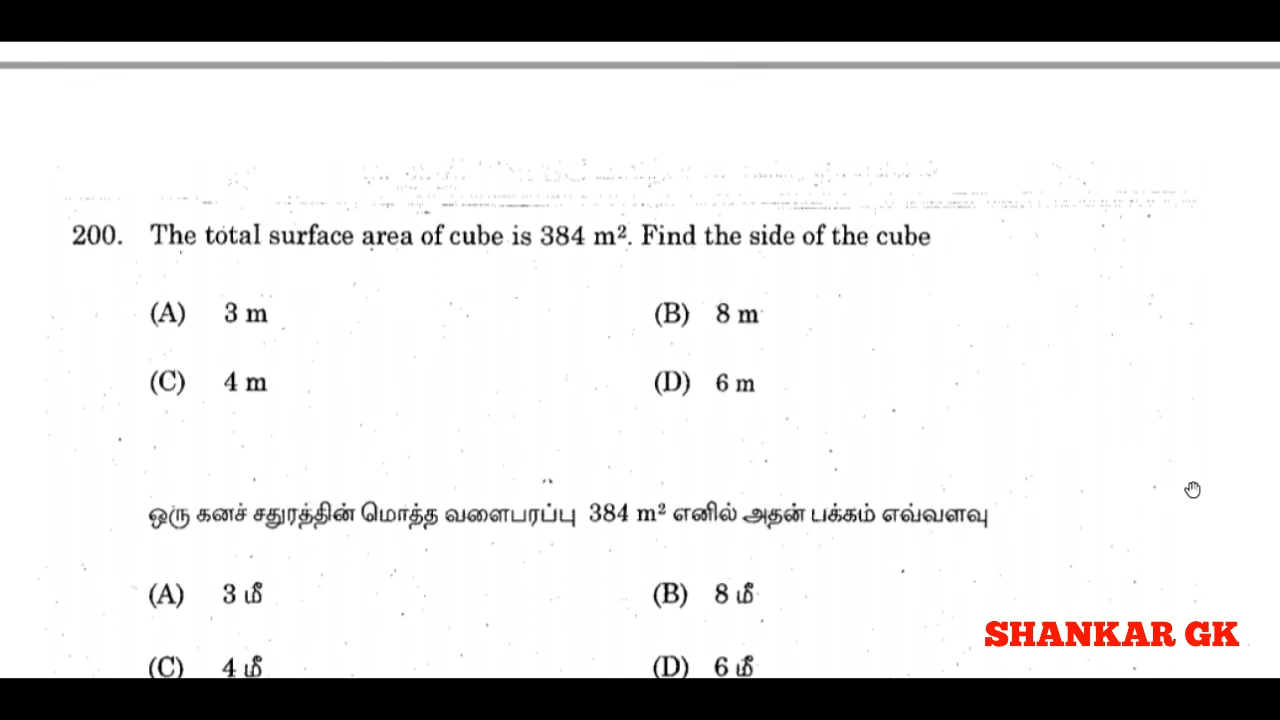 200. The total surface area of cube is 384 m². Find the side of the cube
(A) 3 m (B) 8 m
(C) 4 m (D) 6 m
ஒரு கனச் சதுரத்தின் மொத்த வளைபரப்பு 384 m² எனில் அதன் பக்கம் எவ்வளவு
(A) 3 மீ (B) 8 மீ
SHANKAR GK
(C) 4 மீ (D) 6 மீ